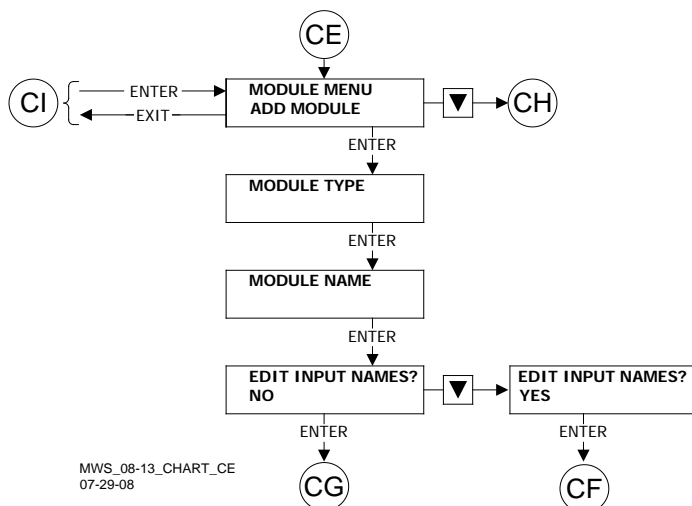 CE
CI
ENTER
EXIT
MODULE MENU
ADD MODULE
CH
ENTER
MODULE TYPE
ENTER
MODULE NAME
ENTER
EDIT INPUT NAMES?
NO
EDIT INPUT NAMES?
YES
ENTER
ENTER
CG
CF
MWS_08-13_CHART_CE
07-29-08